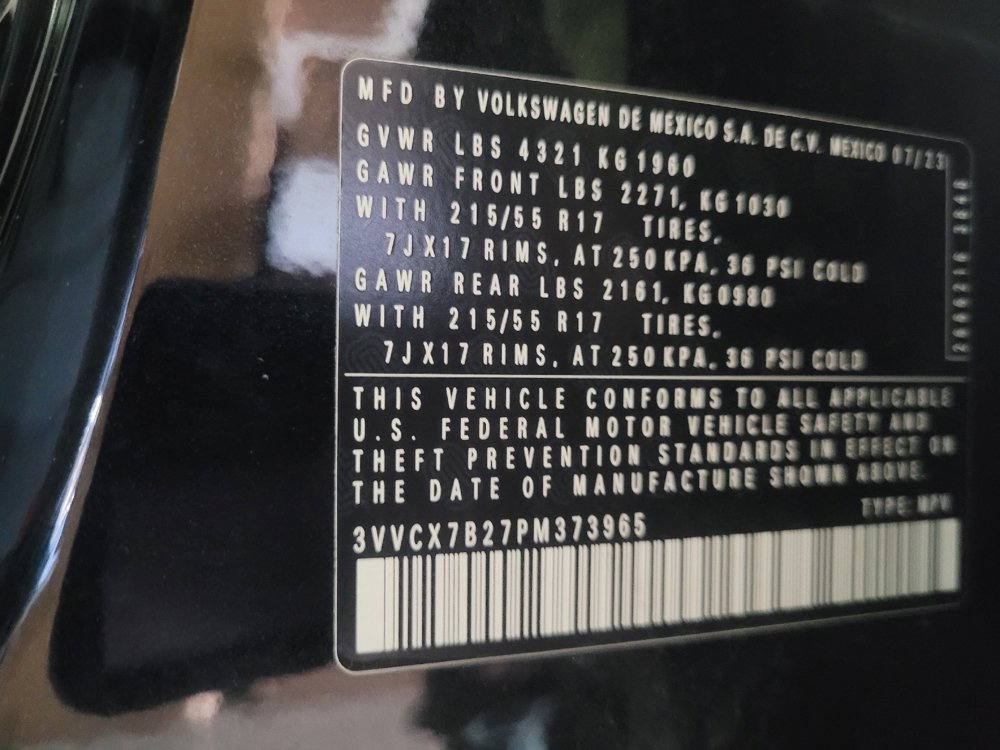 MFD BY VOLKSWAGEN DE MEXICO S.A. DE C.V. MEXICO 07/23
GVWR LBS 4321 KG 1960
GAWR FRONT LBS 2271, KG 1030
WITH 215/55 R17 TIRES,
7J X17 RIMS, AT 250 KPA, 36 PSI COLD
GAWR REAR LBS 2161, KG 0980
WITH 215/55 R17 TIRES,
7J X17 RIMS, AT 250 KPA, 36 PSI COLD
THIS VEHICLE CONFORMS TO ALL APPLICABLE
U.S. FEDERAL MOTOR VEHICLE SAFETY AND
THEFT PREVENTION STANDARDS IN EFFECT ON
THE DATE OF MANUFACTURE SHOWN ABOVE.
TYPE: MPV
3VVCX7B27PM373965